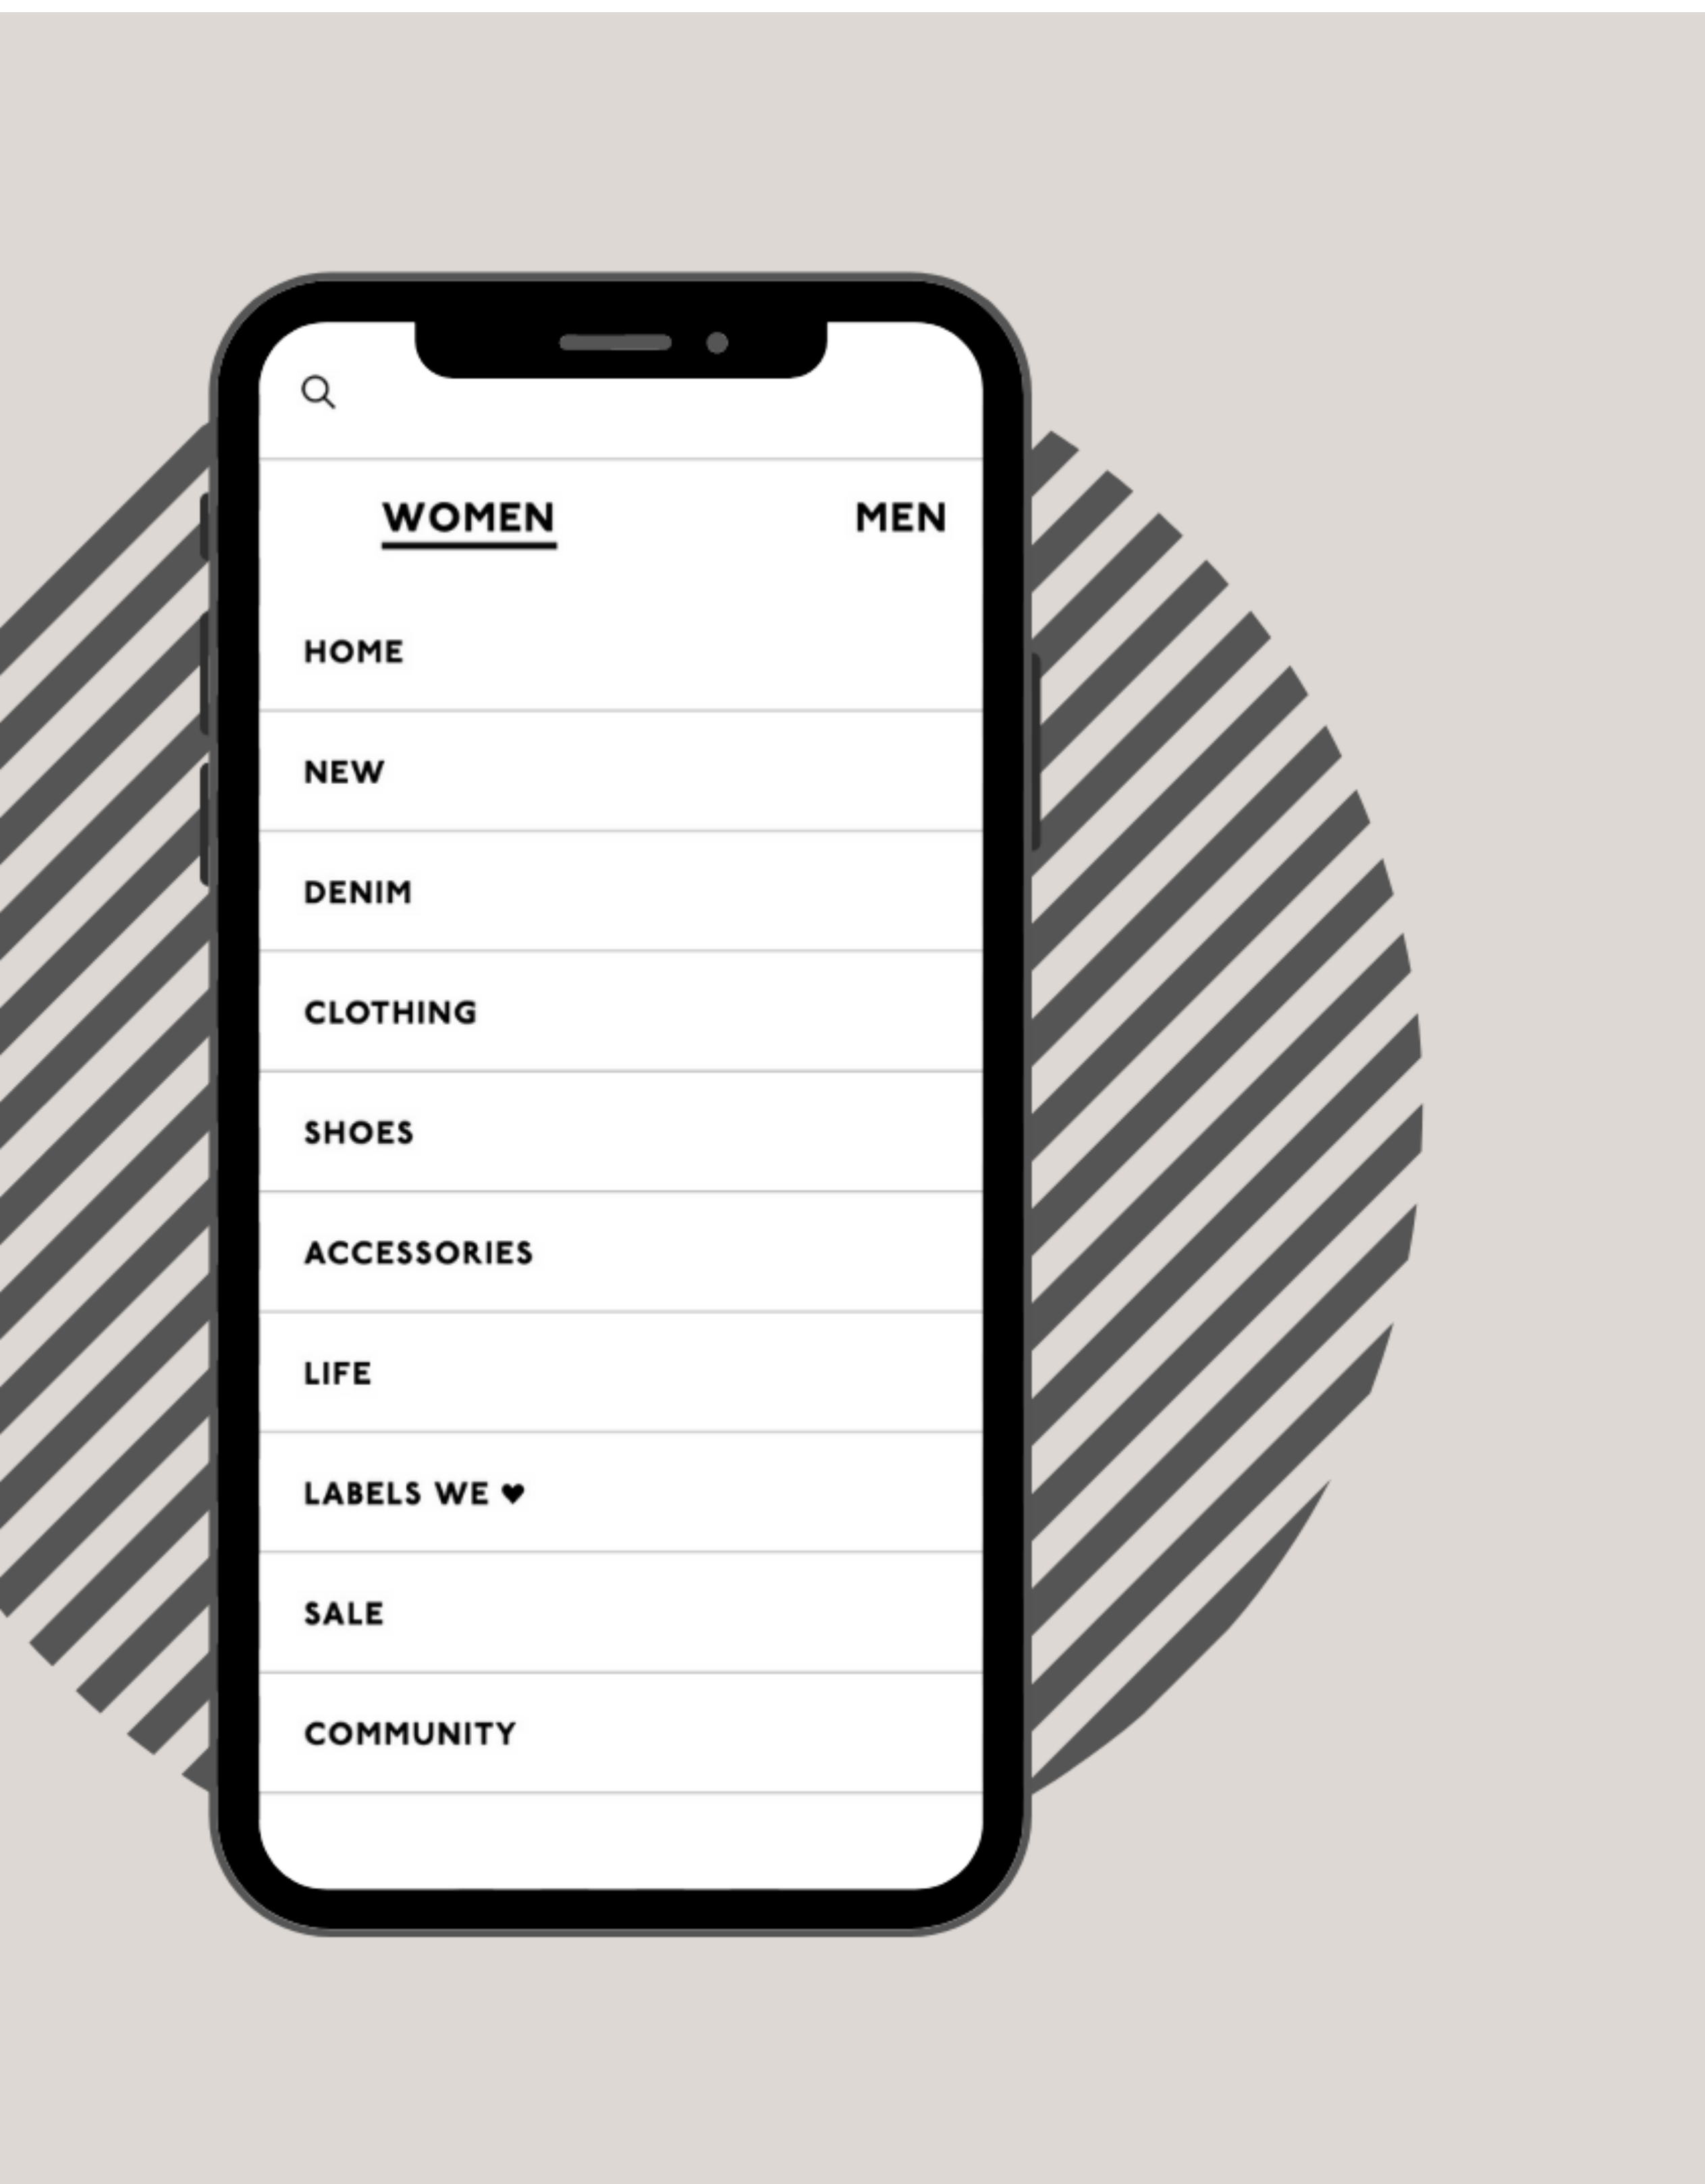 WOMEN MEN
HOME
NEW
DENIM
CLOTHING
SHOES
ACCESSORIES
LIFE
LABELS WE ♥
SALE
COMMUNITY